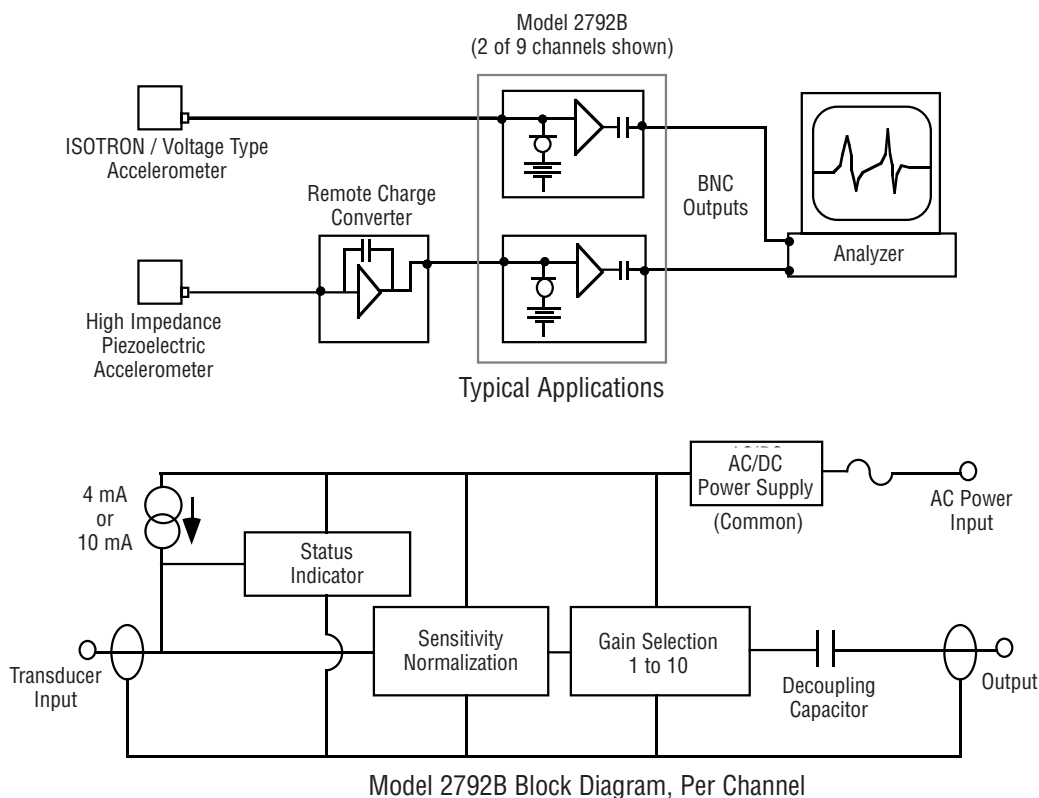 Model 2792B
(2 of 9 channels shown)
ISOTRON / Voltage Type
Accelerometer
Remote Charge
Converter
BNC
Outputs
Analyzer
High Impedance
Piezoelectric
Accelerometer
Typical Applications
4 mA
or
10 mA
Status
Indicator
AC/DC
Power Supply
(Common)
AC Power
Input
Transducer
Input
Sensitivity
Normalization
Gain Selection
1 to 10
Decoupling
Capacitor
Output
Model 2792B Block Diagram, Per Channel